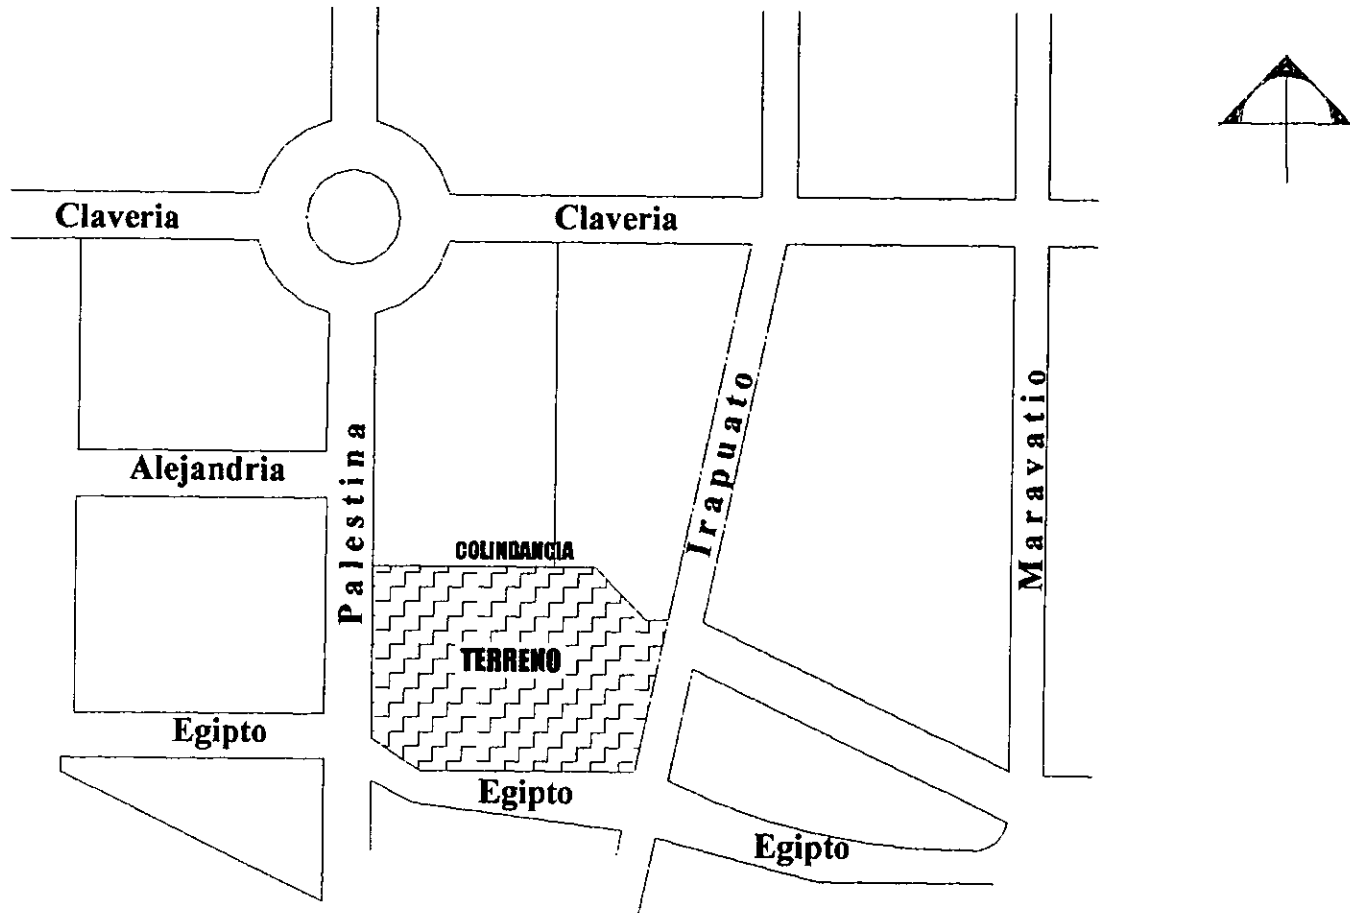 Claveria
Claveria
Palestina
Irapuato
Maravatio
Alejandria
COLINDANCIA
TERRENO
Egipto
Egipto
Egipto